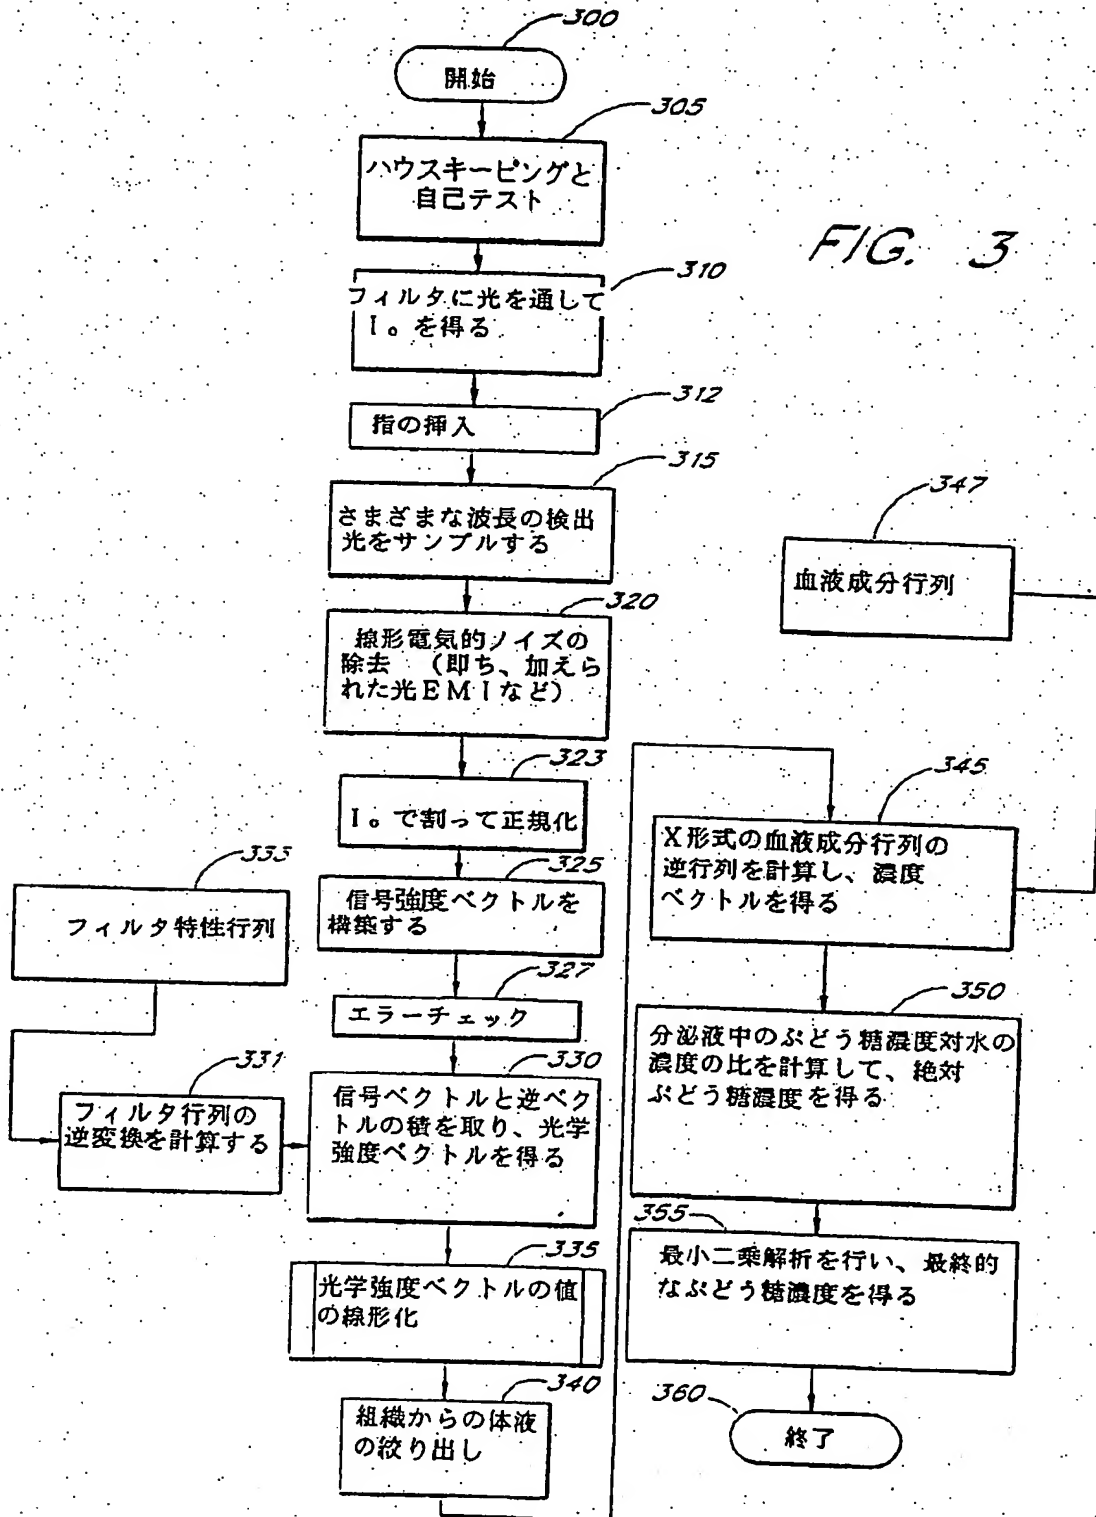 300
開始
305
ハウスキーピングと
自己テスト
FIG. 3
310
フィルタに光を通して
I₀を得る
312
指の挿入
315
さまざまな波長の検出
光をサンプルする
320
線形電気的ノイズの
除去 (即ち、加えら
れた光EMIなど)
323
I₀で割って正規化
325
信号強度ベクトルを
構築する
327
エラーチェック
333
フィルタ特性行列
331
フィルタ行列の
逆変換を計算する
330
信号ベクトルと逆ベク
トルの積を取り、光学
強度ベクトルを得る
335
光学強度ベクトルの値
の線形化
340
組織からの体液
の絞り出し
347
血液成分行列
345
X形式の血液成分行列の
逆行列を計算し、濃度
ベクトルを得る
350
分泌液中のぶどう糖濃度対水の
濃度の比を計算して、絶対
ぶどう糖濃度を得る
355
最小二乗解析を行い、最終的
なぶどう糖濃度を得る
360
終了